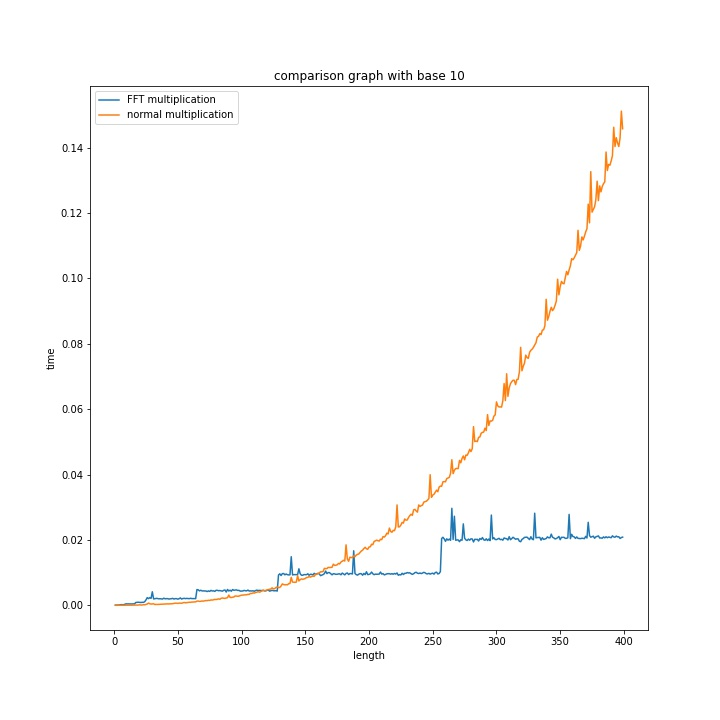 comparison graph with base 10
FFT multiplication
normal multiplication
0.14
0.12
0.10
0.08
0.06
0.04
0.02
0.00
time
0 50 100 150 200 250 300 350 400
length